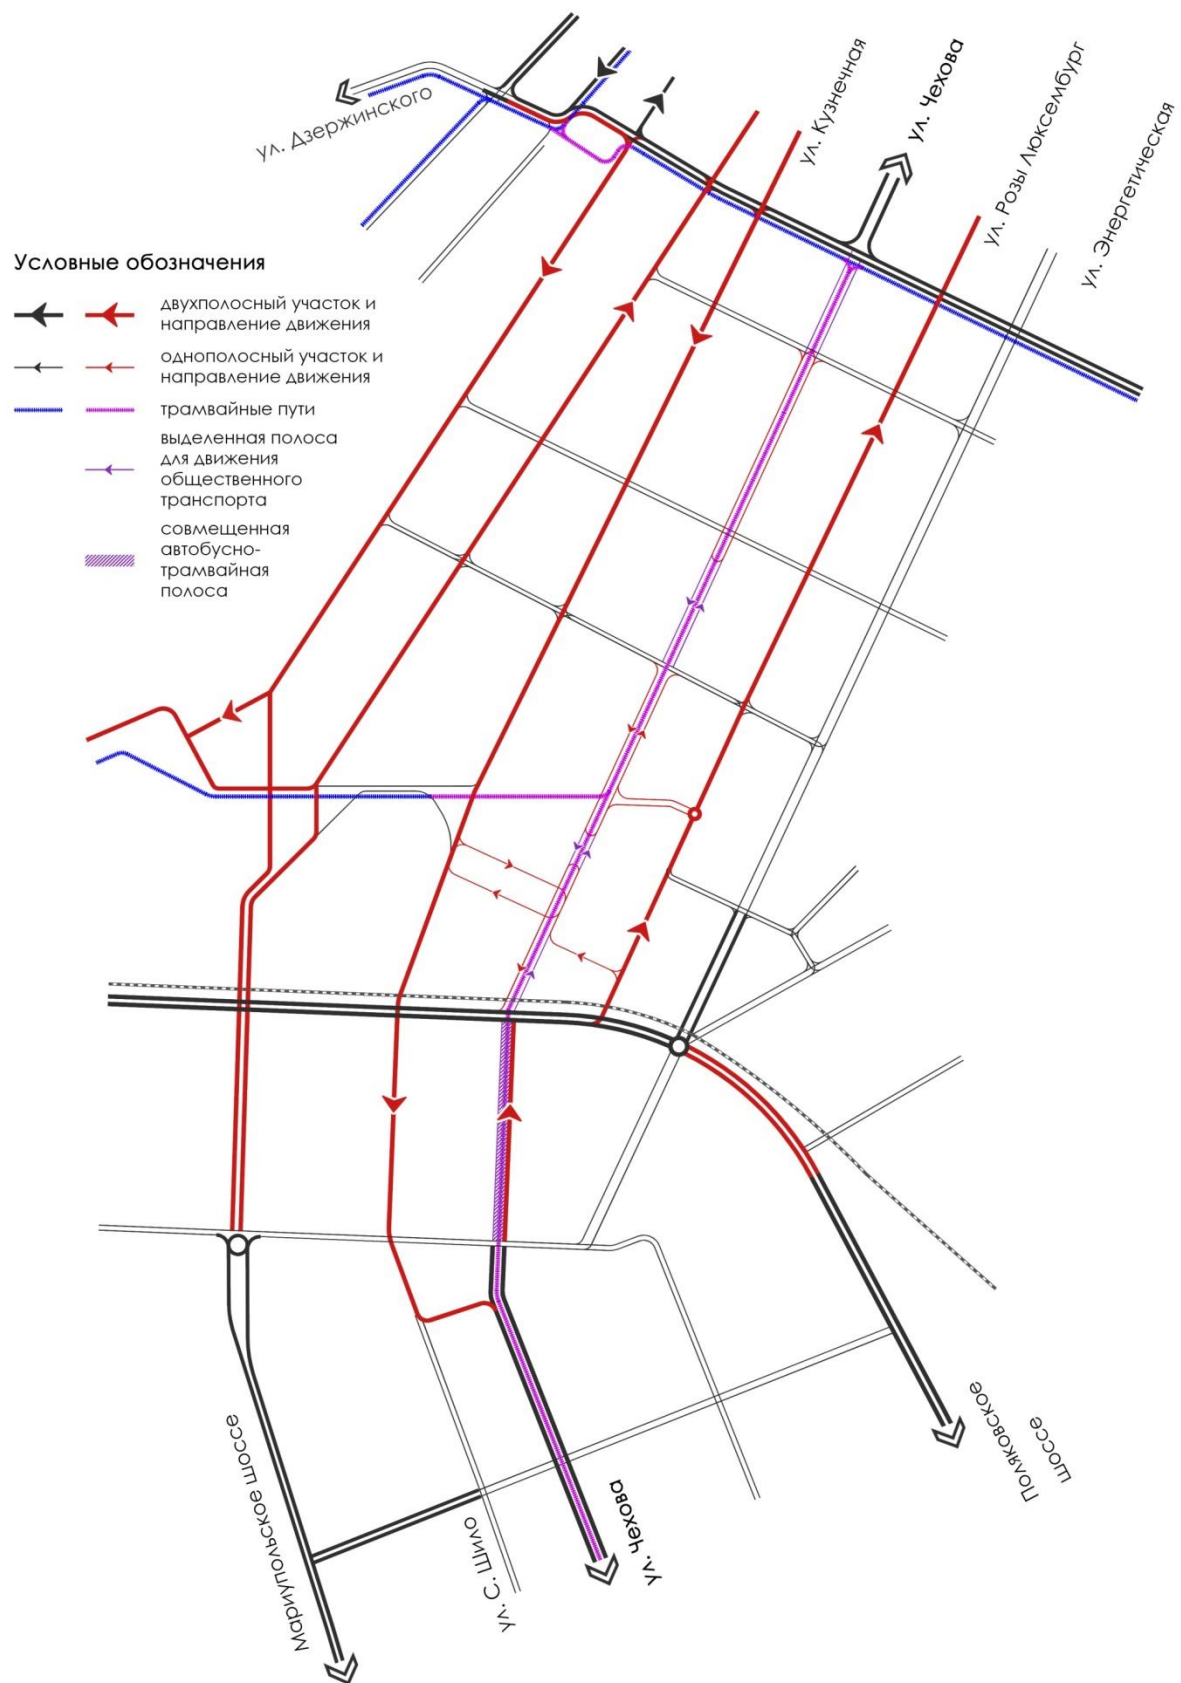 ул. Дзержинского
ул. Кузнечная
ул. Чехова
ул. Розы Люксембург
ул. Энергетическая
Условные обозначения
двухполосный участок и
направление движения
однополосный участок и
направление движения
трамвайные пути
выделенная полоса
для движения
общественного
транспорта
совмещенная
автобусно-
трамвайная
полоса
Мариупольское шоссе
ул. С. Шило
ул. Чехова
Поляковское
шоссе